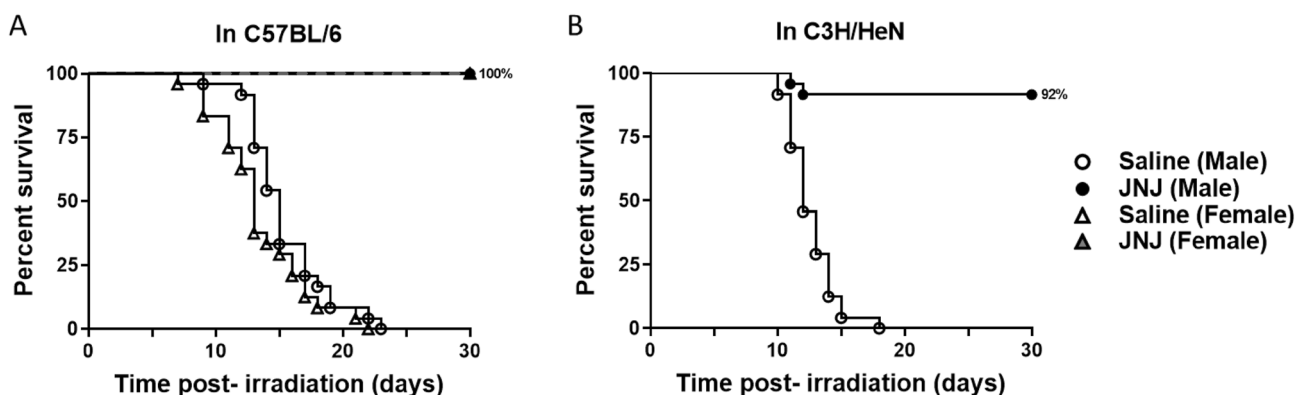 A
In C57BL/6
Percent survival
100
75
50
25
0
100%
0 10 20 30
Time post- irradiation (days)
B
In C3H/HeN
Percent survival
100
75
50
25
0
92%
0 10 20 30
Time post- irradiation (days)
Saline (Male)
JNJ (Male)
Saline (Female)
JNJ (Female)